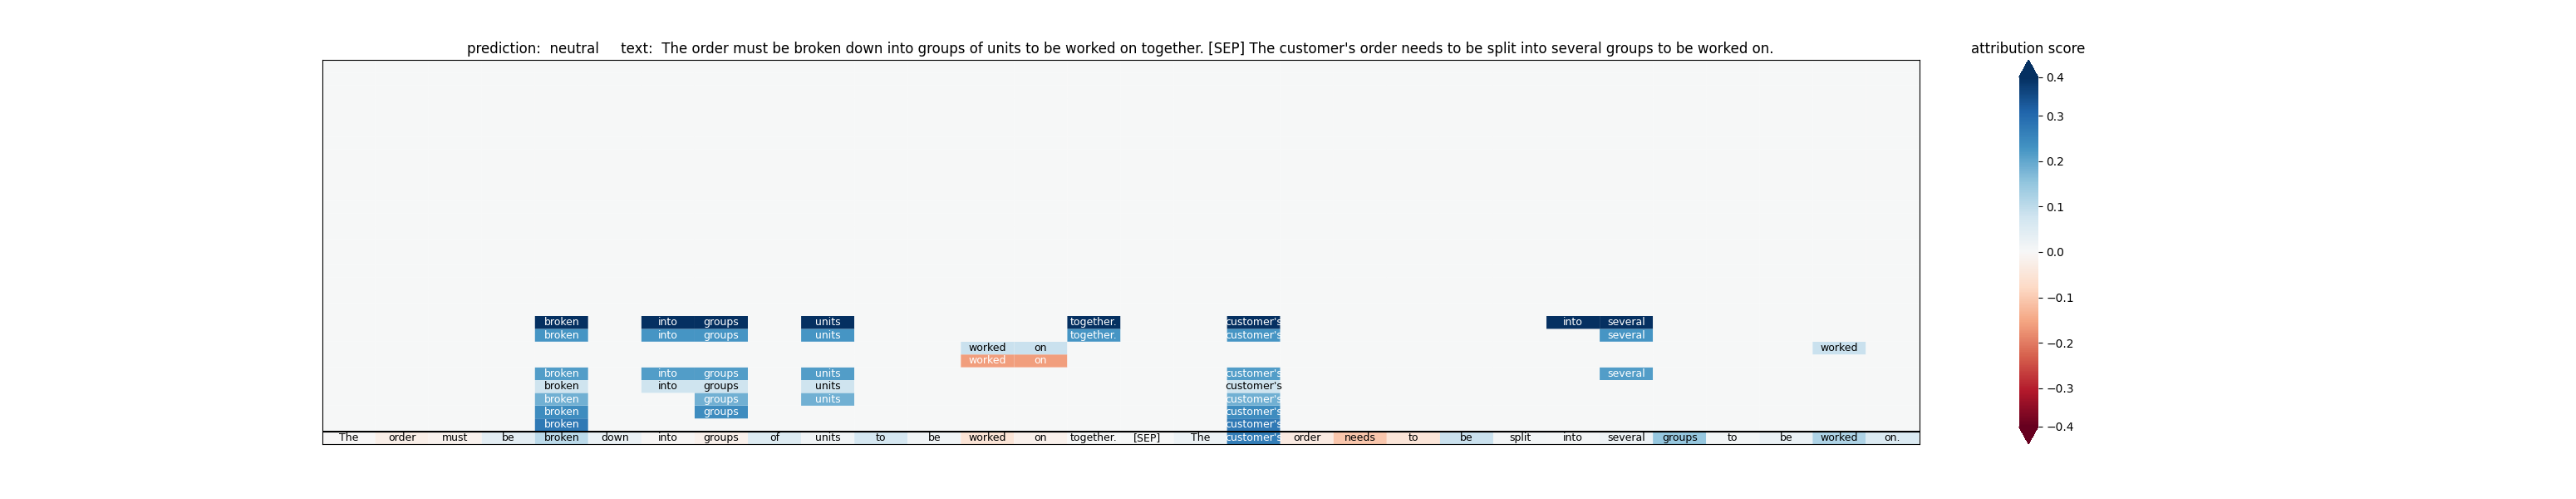 prediction:  neutral     text:  The order must be broken down into groups of units to be worked on together. [SEP] The customer's order needs to be split into several groups to be worked on.
attribution score
0.4
0.3
0.2
0.1
0.0
−0.1
−0.2
−0.3
−0.4
broken into groups units together. customer's into several
broken into groups units together. customer's several
worked on worked
worked on
broken into groups units customer's several
broken into groups units customer's
broken groups units customer's
broken groups customer's
broken customer's
The order must be broken down into groups of units to be worked on together. [SEP] The customer's order needs to be split into several groups to be worked on.